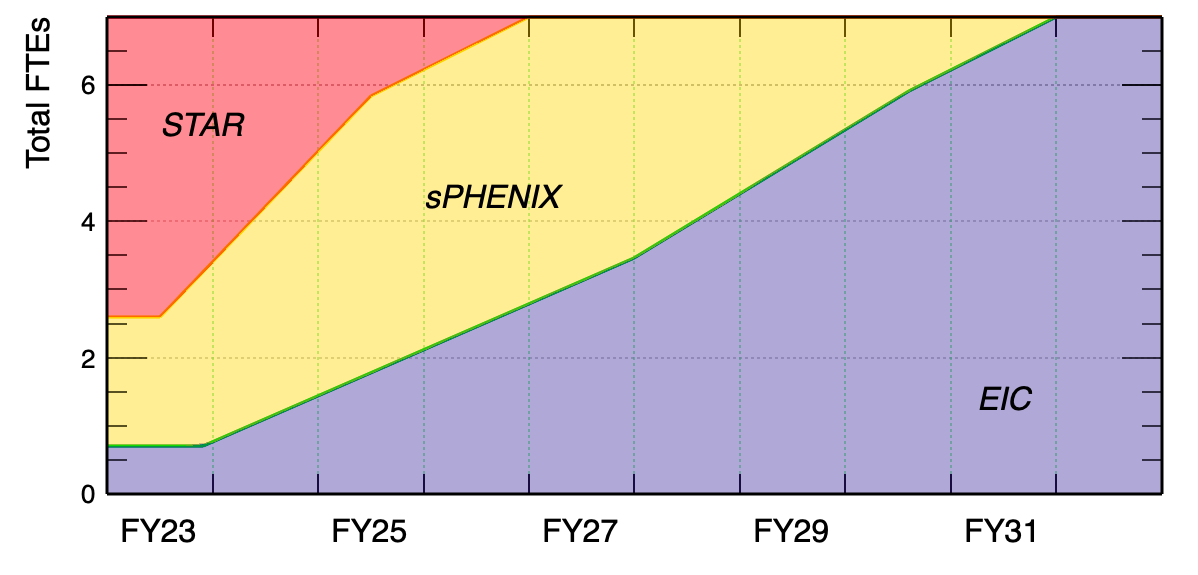 Total FTEs
6
4
2
0
STAR
sPHENIX
EIC
FY23 FY25 FY27 FY29 FY31